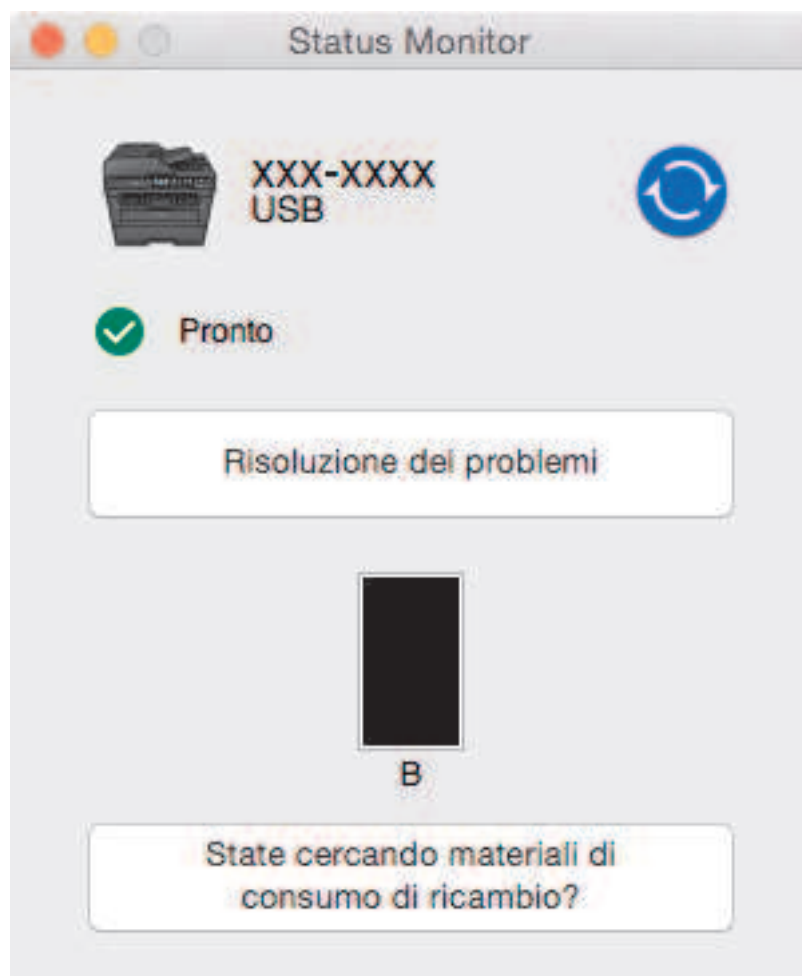 Status Monitor
XXX-XXXX
USB
Pronto
Risoluzione dei problemi
B
State cercando materiali di
consumo di ricambio?